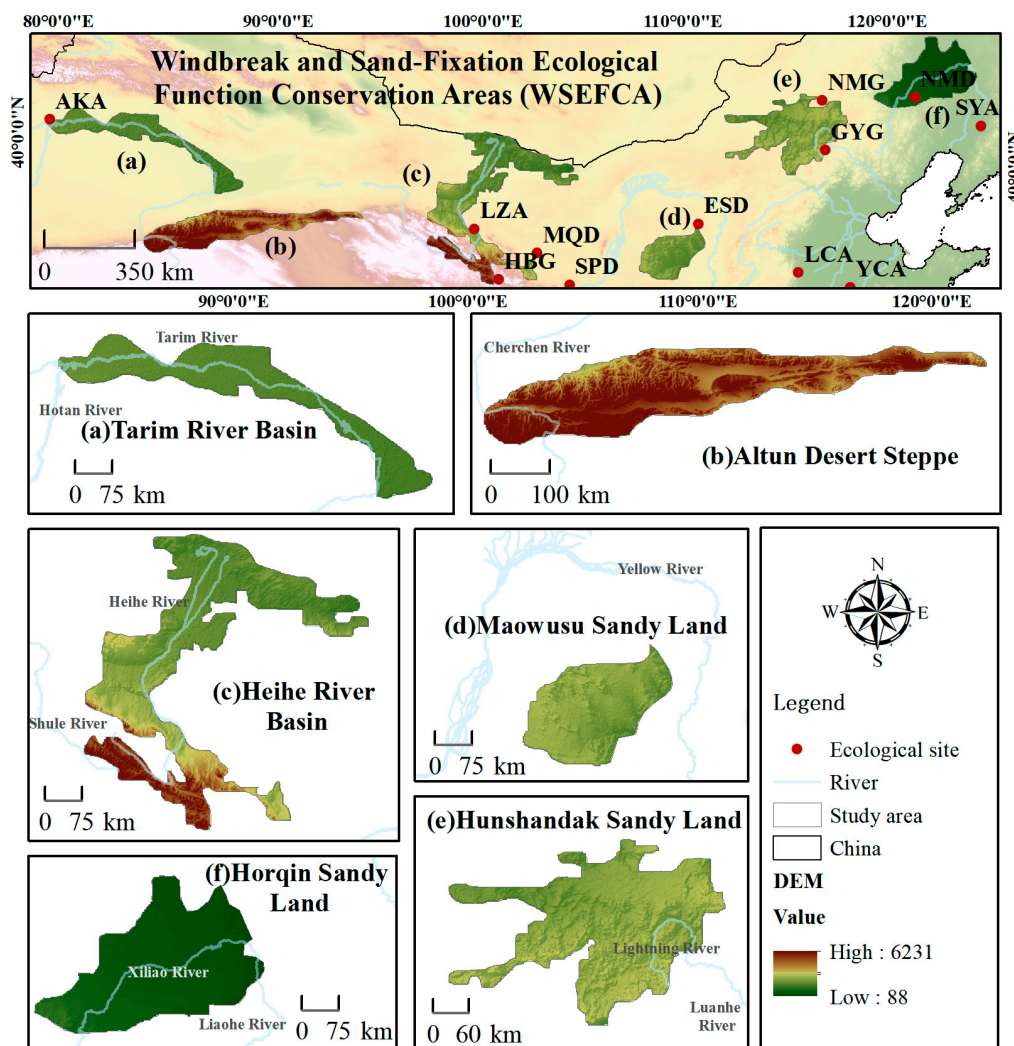 80°0'0"E 90°0'0"E 100°0'0"E 110°0'0"E 120°0'0"E
Windbreak and Sand-Fixation Ecological
Function Conservation Areas (WSEFCA)
40°0'0"N
40°0'0"N
AKA
(a)
(b)
(c)
LZA
MQD
HBG
SPD
(d)
ESD
(e)
NMG
GYG
NMD
(f)
SYA
LCA
YCA
0 350 km
90°0'0"E 100°0'0"E 110°0'0"E 120°0'0"E
Tarim River
Hotan River
(a)Tarim River Basin
0 75 km
Cherchen River
(b)Altun Desert Steppe
0 100 km
Heihe River
(c)Heihe River
Basin
Shule River
0 75 km
Yellow River
(d)Maowusu Sandy Land
0 75 km
(e)Hunshandak Sandy Land
Lightning River
Luanhe
River
0 60 km
(f)Horqin Sandy
Land
Xiliao River
Liaohe River
0 75 km
N
W E
S
Legend
Ecological site
River
Study area
China
DEM
Value
High : 6231
Low : 88